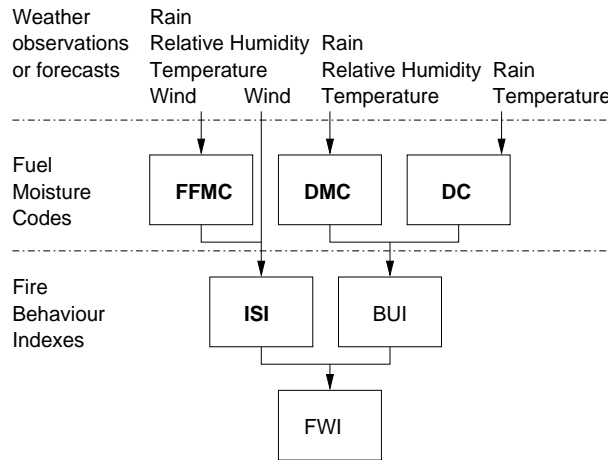 Weather
observations
or forecasts
Rain
Relative Humidity
Temperature
Wind
Wind
Rain
Relative Humidity
Temperature
Rain
Temperature
Fuel
Moisture
Codes
FFMC
DMC
DC
Fire
Behaviour
Indexes
ISI
BUI
FWI